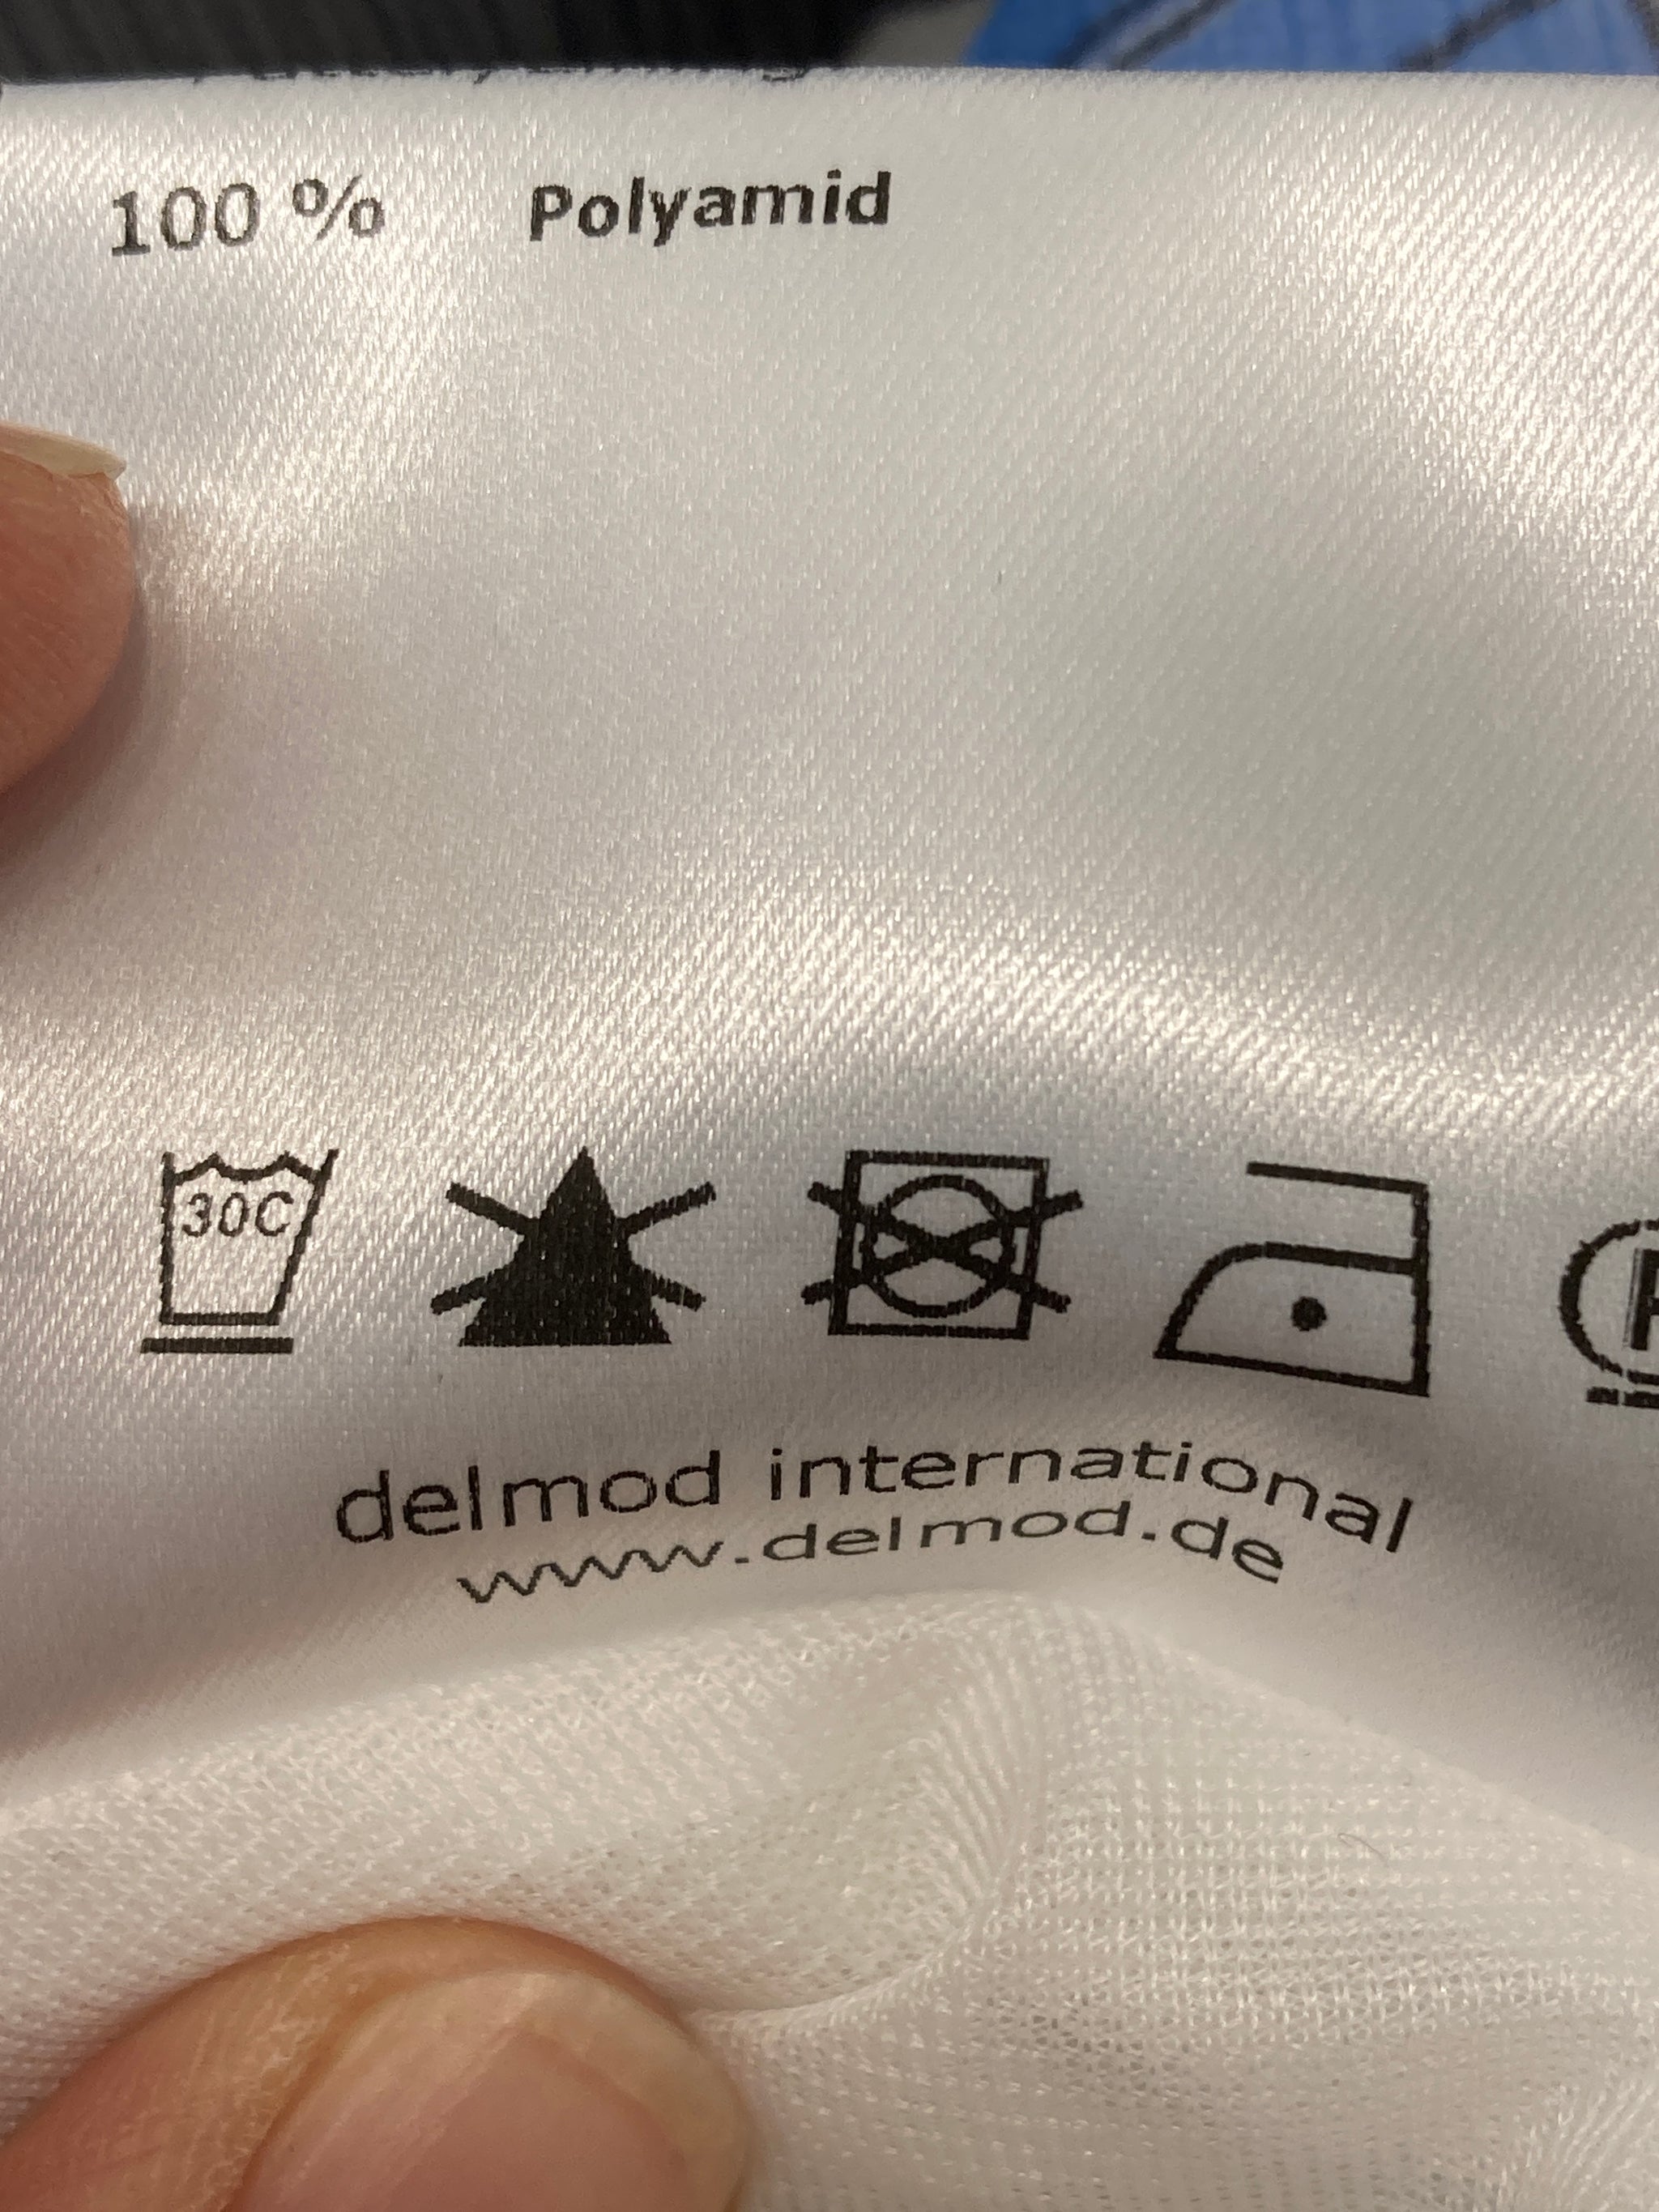 100 % Polyamid
30C
delmod international
www.delmod.de